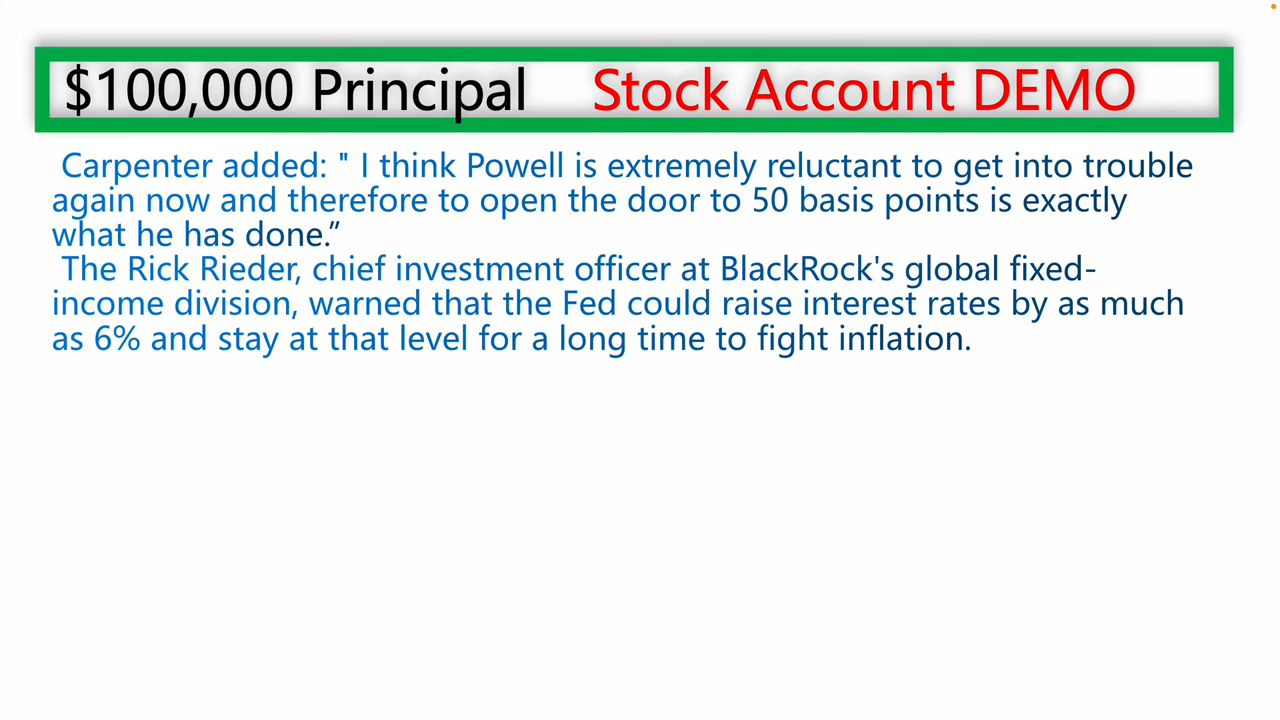 $100,000 Principal Stock Account DEMO
Carpenter added: " I think Powell is extremely reluctant to get into trouble
again now and therefore to open the door to 50 basis points is exactly
what he has done.”
The Rick Rieder, chief investment officer at BlackRock's global fixed-
income division, warned that the Fed could raise interest rates by as much
as 6% and stay at that level for a long time to fight inflation.